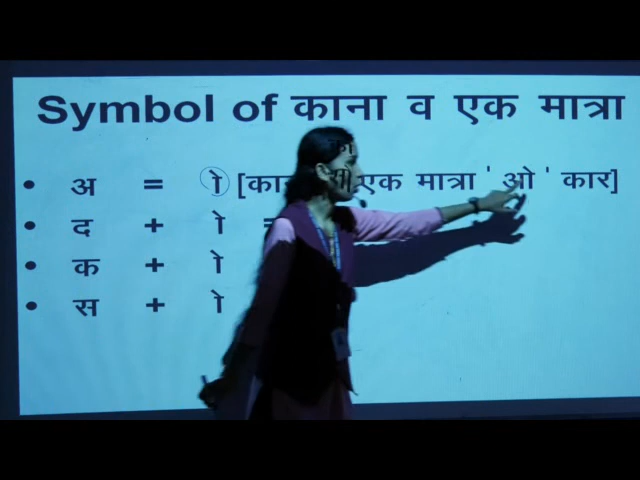 Symbol of काना व एक मात्रा
• अ = ो [काना एक मात्रा ' ओ ' कार]
• द + ो =
• क + ो
• स + ो